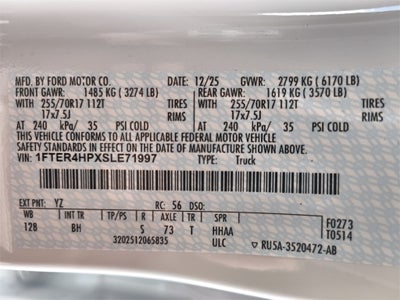 MFD. BY FORD MOTOR CO. 12/25 GVWR: 2799 KG ( 6170 LB)
FRONT GAWR: 1485 KG ( 3274 LB) REAR GAWR: 1619 KG ( 3570 LB)
WITH WITH
255/70R17 112T TIRES 255/70R17 112T TIRES
17x7.5J RIMS 17x7.5J RIMS
AT 240 kPa/ 35 PSI COLD AT 240 kPa/ 35 PSI COLD
THIS VEHICLE CONFORMS TO ALL APPLICABLE FEDERAL MOTOR VEHICLE
SAFETY STANDARDS IN EFFECT ON THE DATE OF MANUFACTURE SHOWN ABOVE.
VIN: 1FTER4HPXSLE71997 TYPE: Truck
EXT PNT: YZ RC: 56 DSO:
WB INT TR R AXLE TR SPR
128 BH S 73 T HHAA
3202512065835 ULC
F0273
T0514
RU5A-3520472-AB